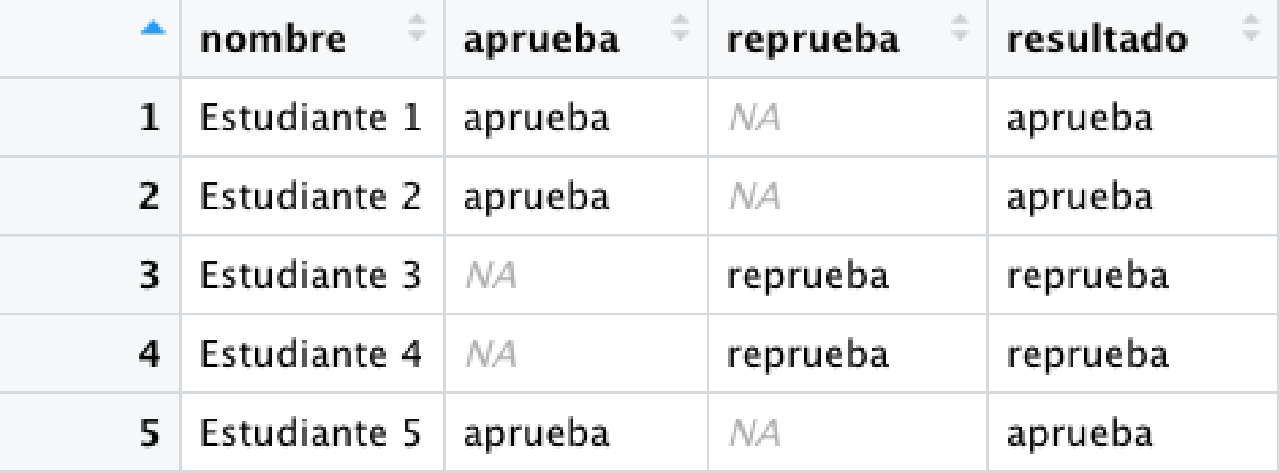 nombre aprueba reprueba resultado
1 Estudiante 1 aprueba NA aprueba
2 Estudiante 2 aprueba NA aprueba
3 Estudiante 3 NA reprueba reprueba
4 Estudiante 4 NA reprueba reprueba
5 Estudiante 5 aprueba NA aprueba